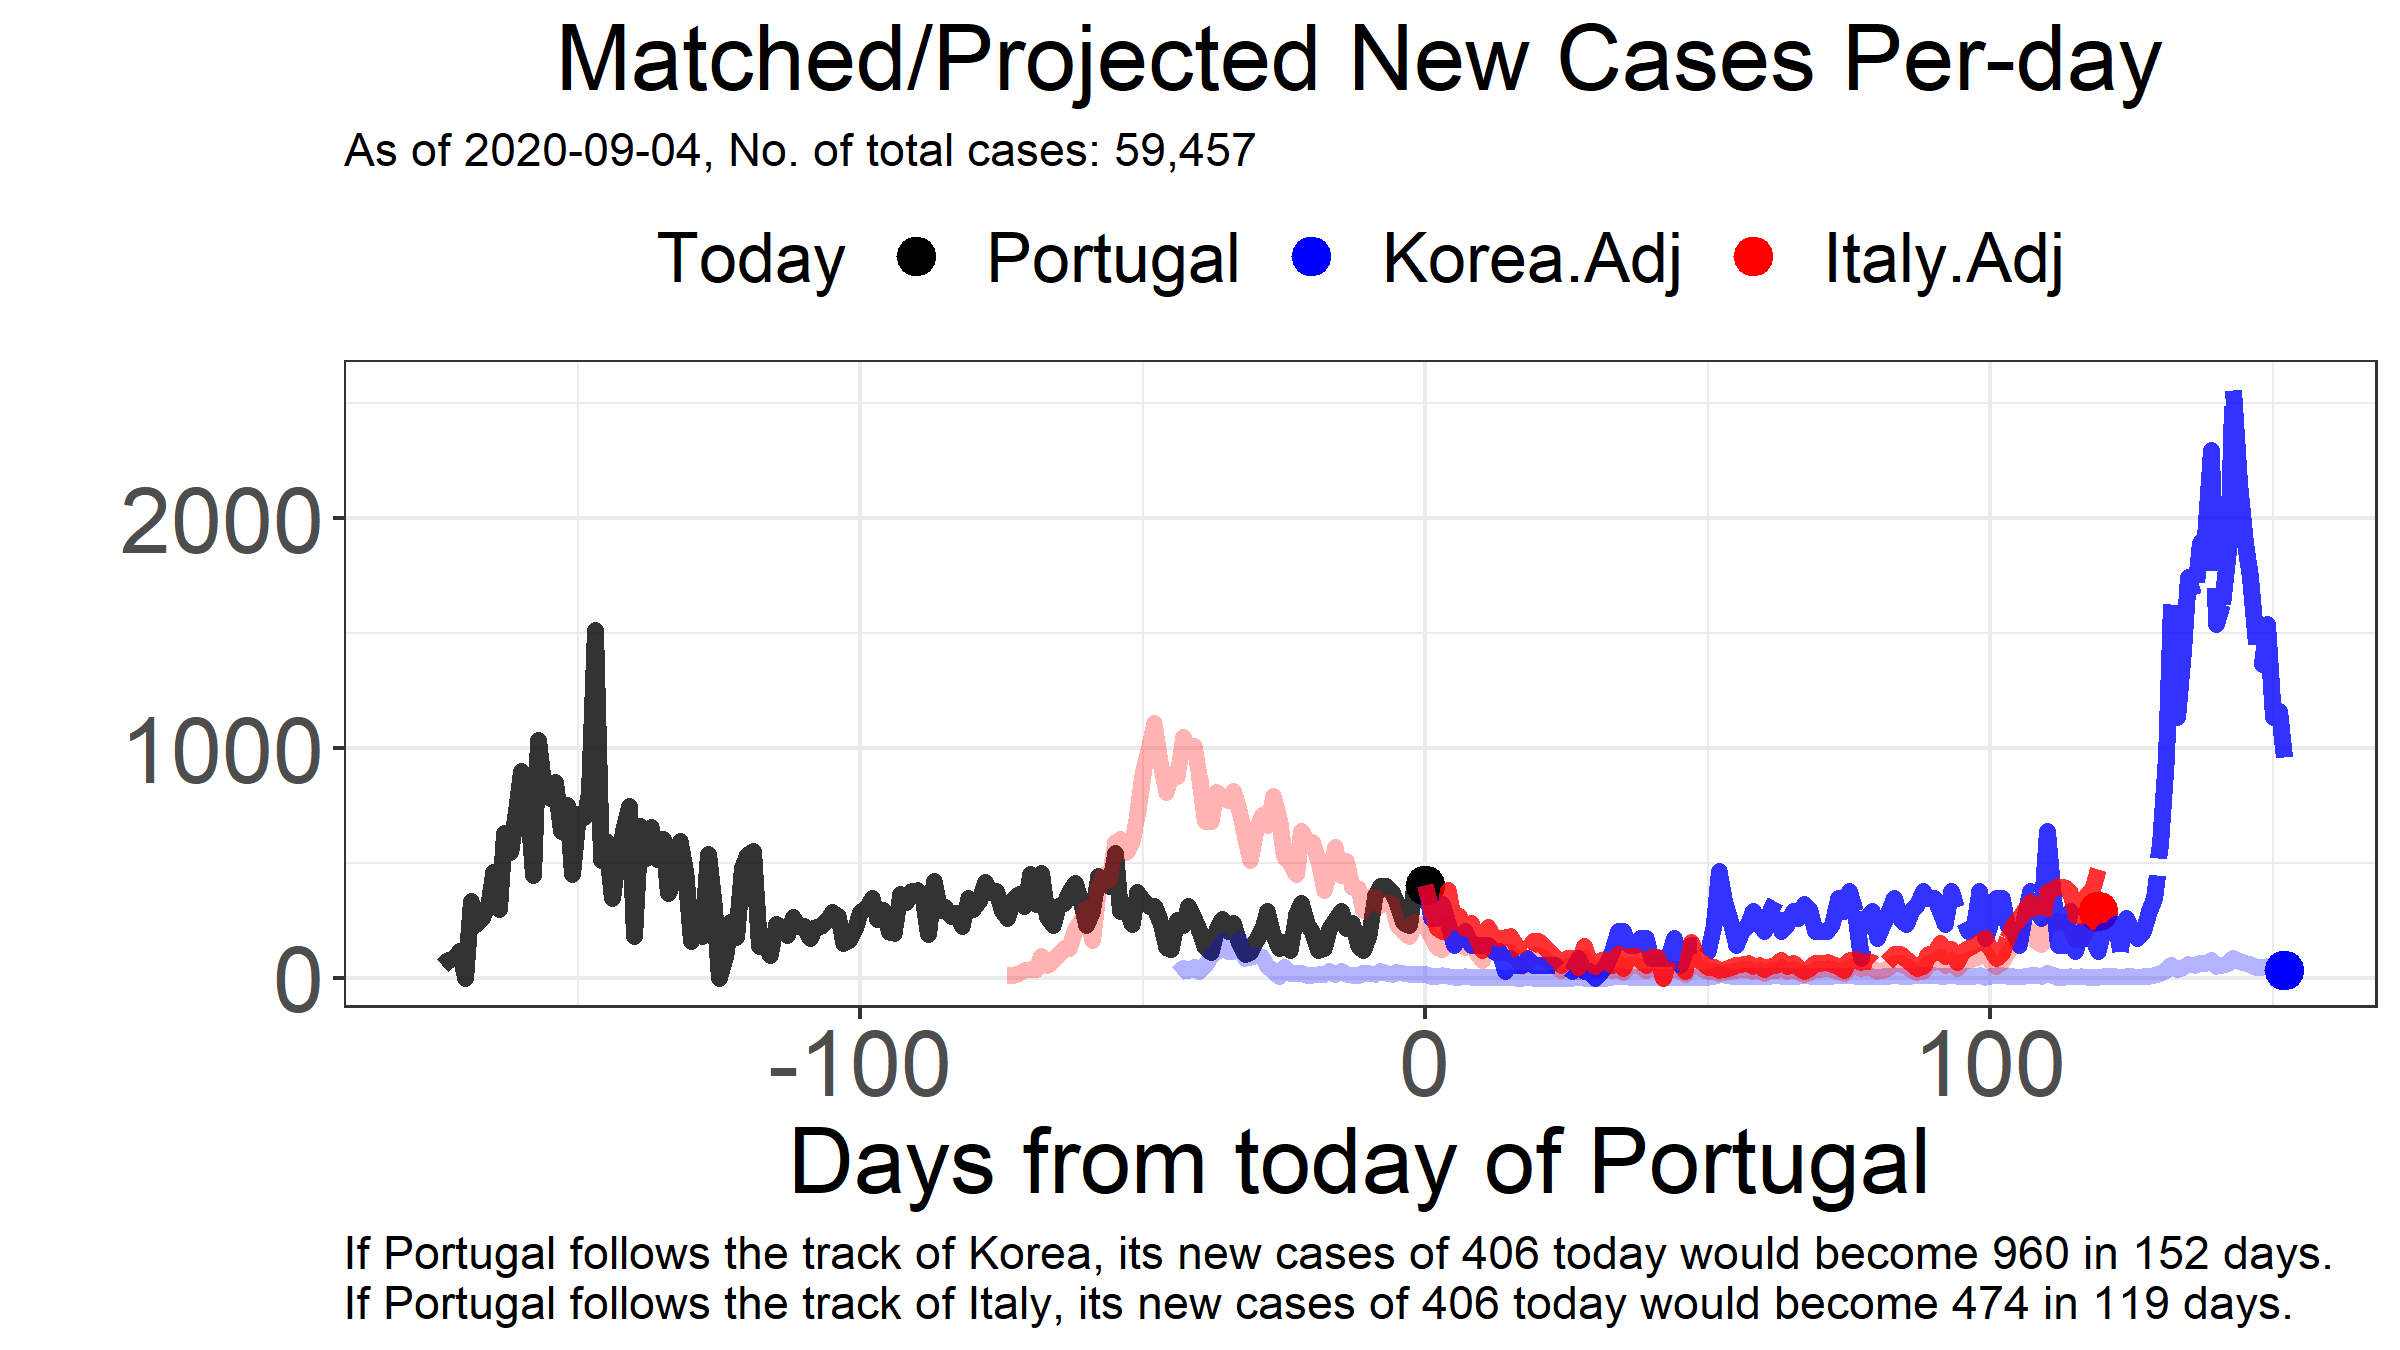 Matched/Projected New Cases Per-day
As of 2020-09-04, No. of total cases: 59,457
Today Portugal Korea.Adj Italy.Adj
2000
1000
0
-100 0 100
Days from today of Portugal
If Portugal follows the track of Korea, its new cases of 406 today would become 960 in 152 days.
If Portugal follows the track of Italy, its new cases of 406 today would become 474 in 119 days.